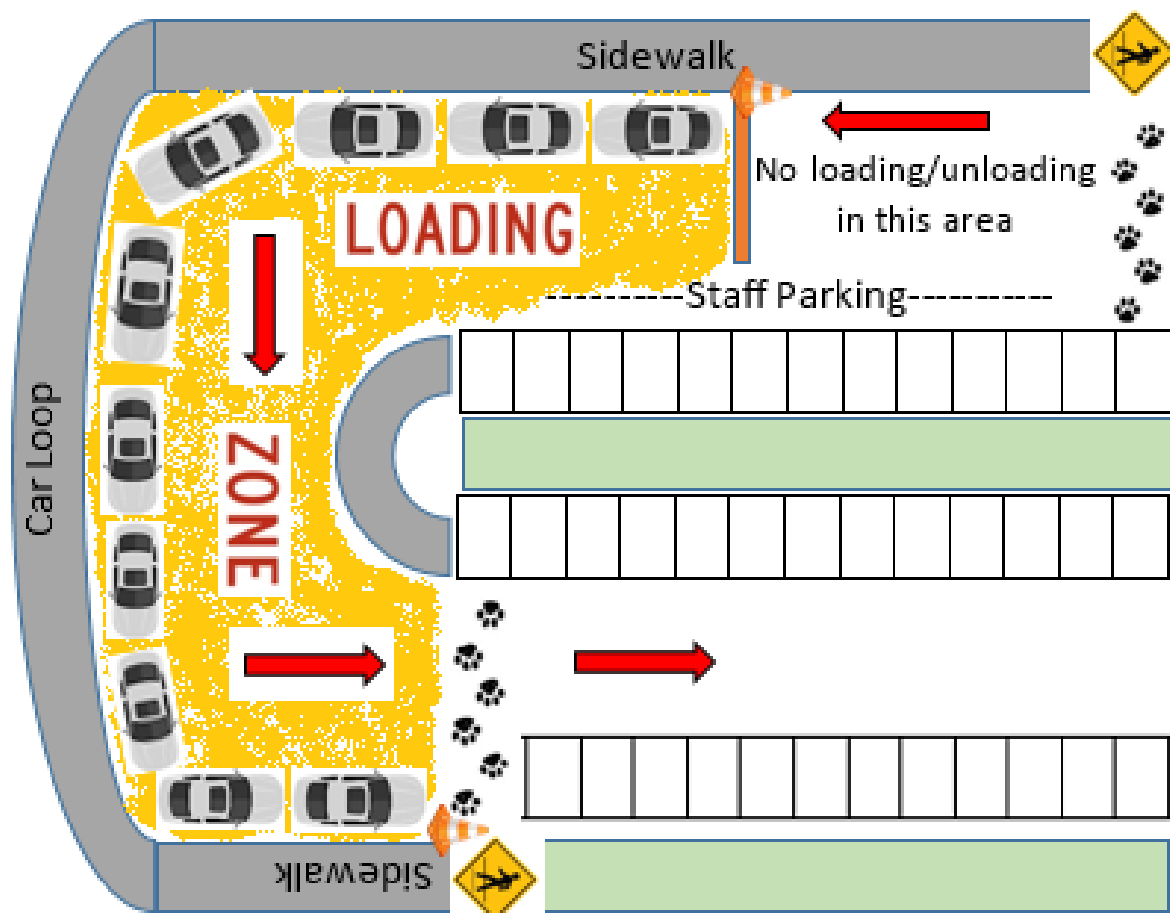 Sidewalk
No loading/unloading
in this area
LOADING
----------Staff Parking-----------
Car Loop
ZONE
Sidewalk